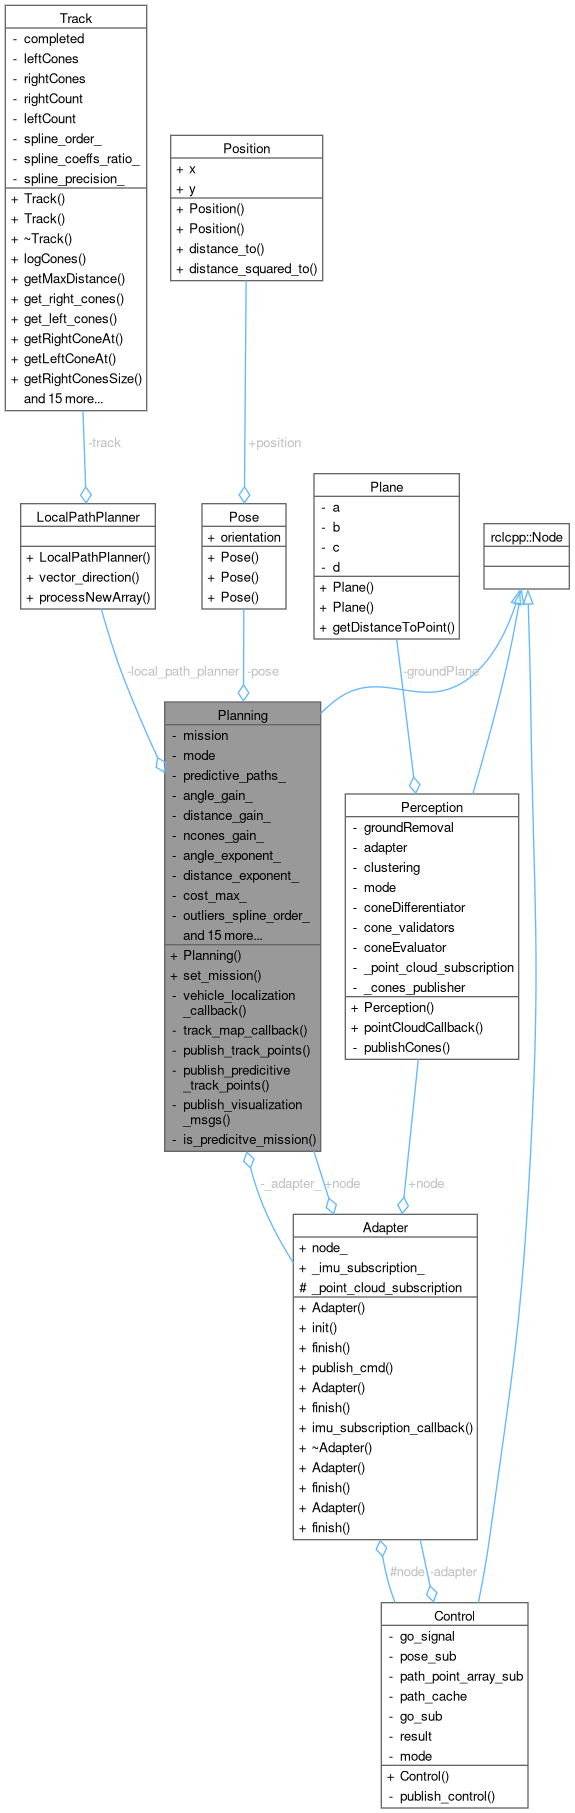 Track
- completed
- leftCones
- rightCones
- rightCount
- leftCount
- spline_order_
- spline_coeffs_ratio_
- spline_precision_
+ Track()
+ Track()
+ ~Track()
+ logCones()
+ getMaxDistance()
+ get_right_cones()
+ get_left_cones()
+ getRightConeAt()
+ getLeftConeAt()
+ getRightConesSize()
and 15 more...
Position
+ x
+ y
+ Position()
+ Position()
+ distance_to()
+ distance_squared_to()
-track
+position
LocalPathPlanner
+ LocalPathPlanner()
+ vector_direction()
+ processNewArray()
Pose
+ orientation
+ Pose()
+ Pose()
+ Pose()
Plane
- a
- b
- c
- d
+ Plane()
+ Plane()
+ getDistanceToPoint()
rclcpp::Node
-local_path_planner
-pose
-groundPlane
Planning
- mission
- mode
- predictive_paths_
- angle_gain_
- distance_gain_
- ncones_gain_
- angle_exponent_
- distance_exponent_
- cost_max_
- outliers_spline_order_
and 15 more...
+ Planning()
+ set_mission()
- vehicle_localization
_callback()
- track_map_callback()
- publish_track_points()
- publish_predicitive
_track_points()
- publish_visualization
_msgs()
- is_predicitve_mission()
Perception
- groundRemoval
- adapter
- clustering
- mode
- coneDifferentiator
- cone_validators
- coneEvaluator
- _point_cloud_subscription
- _cones_publisher
+ Perception()
+ pointCloudCallback()
- publishCones()
-_adapter_
+node
+node
Adapter
+ node_
+ _imu_subscription_
# _point_cloud_subscription
+ Adapter()
+ init()
+ finish()
+ publish_cmd()
+ Adapter()
+ finish()
+ imu_subscription_callback()
+ ~Adapter()
+ Adapter()
+ finish()
+ Adapter()
+ finish()
#node
-adapter
Control
- go_signal
- pose_sub
- path_point_array_sub
- path_cache
- go_sub
- result
- mode
+ Control()
- publish_control()